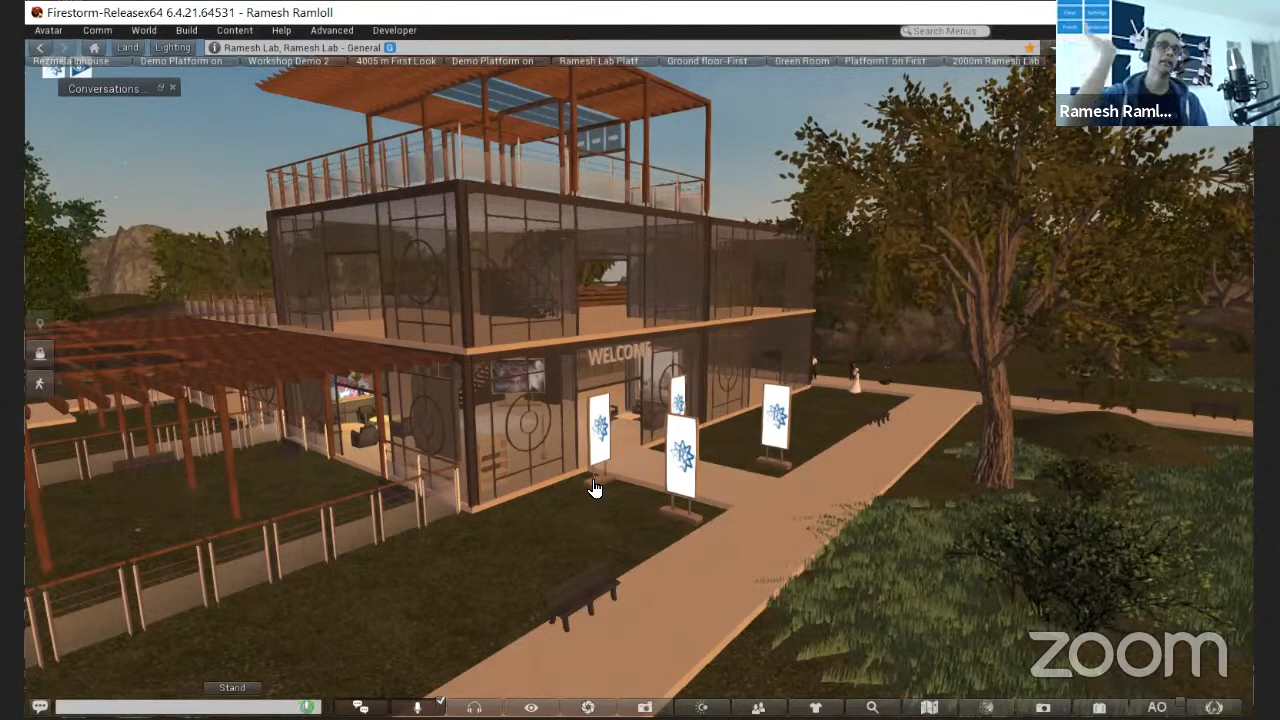 Firestorm-Releasex64 6.4.21.64531 - Ramesh Ramloll
Avatar Comm World Build Content Help Advanced Developer Search Menus
Land Lighting Ramesh Lab, Ramesh Lab - General G
Demo Platform on Workshop Demo 2 4005 m First Look Demo Platform on Ramesh Lab Platf Ground floor-First Green Room Platform1 on First 2000m Ramesh Lab
Conversations ...
Ramesh Raml...
WELCOME
Stand
AO
zoom